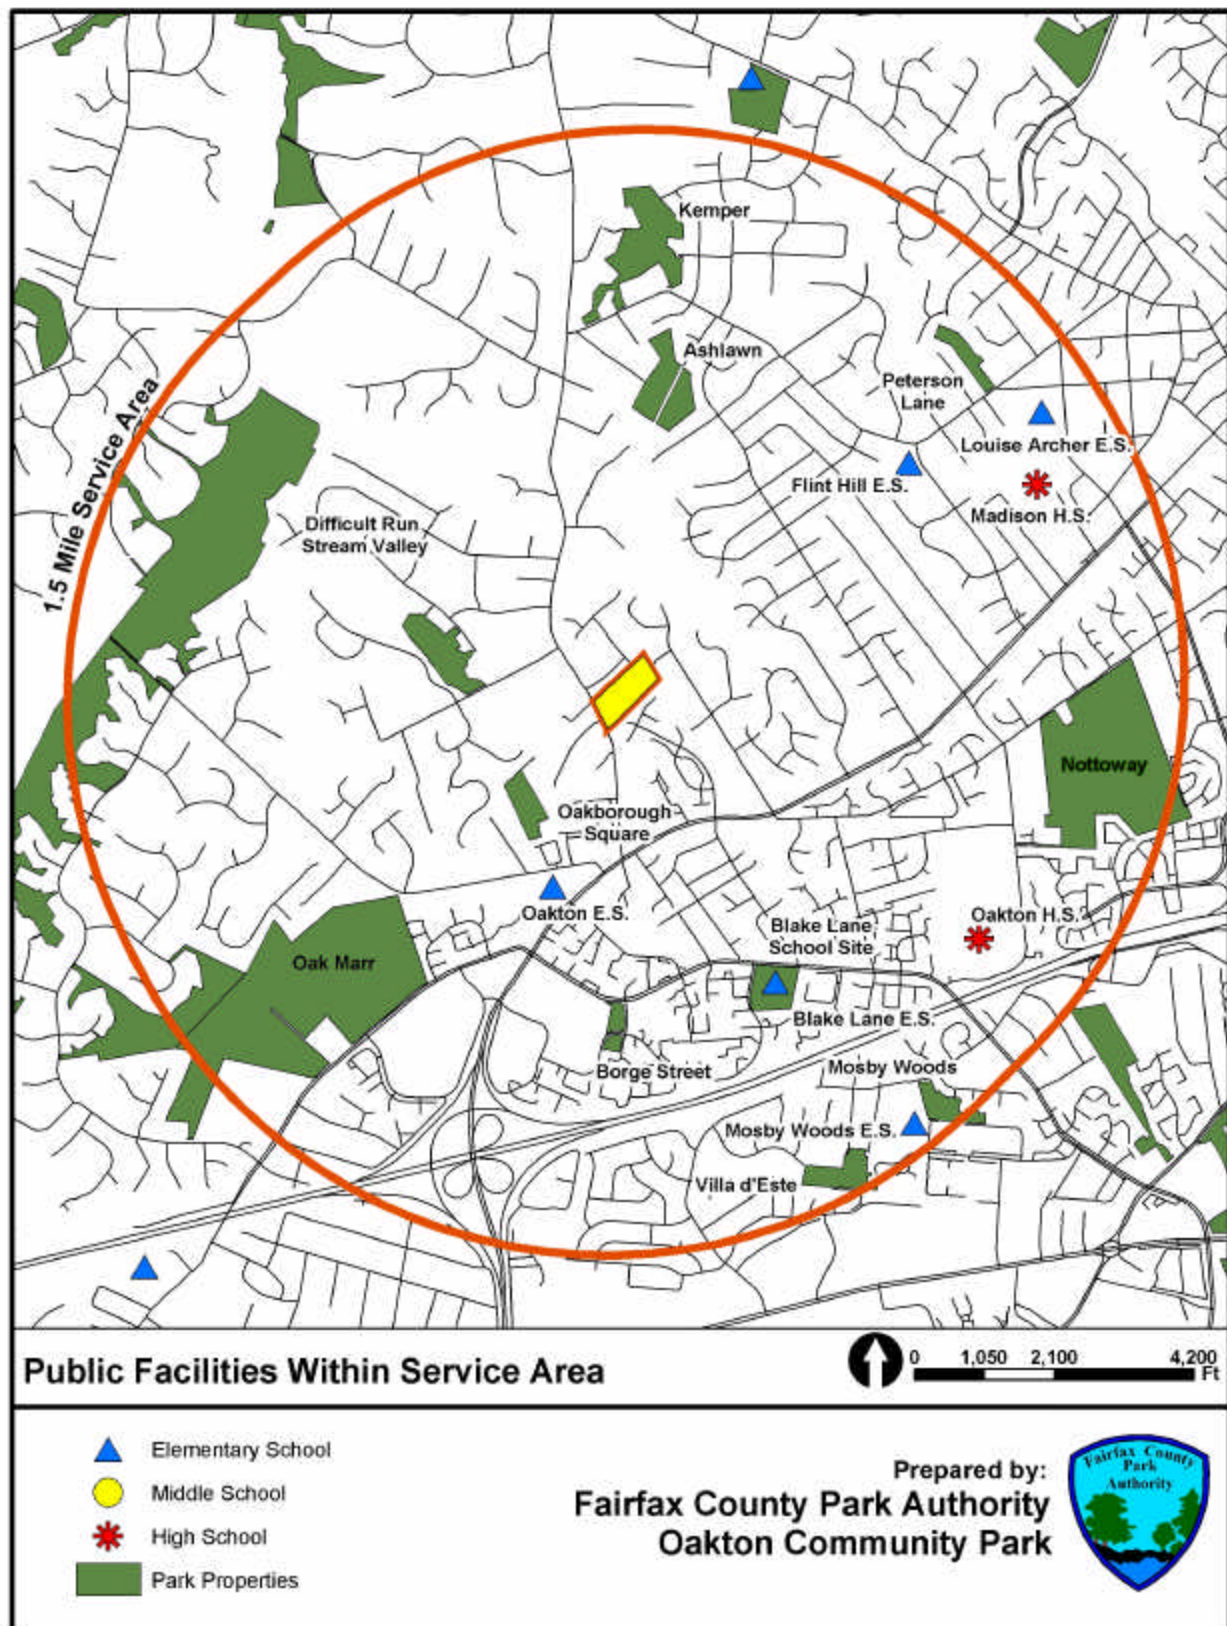 Kemper
Ashlawn
Peterson
Lane
1.5 Mile Service Area
Louise Archer E.S.
Flint Hill E.S.
Madison H.S.
Difficult Run
Stream Valley
Nottoway
Oakborough
Square
Oakton E.S.
Blake Lane
School Site
Oakton H.S.
Oak Marr
Blake Lane E.S.
Borge Street
Mosby Woods
Mosby Woods E.S.
Villa d'Este
Public Facilities Within Service Area
0 1,050 2,100 4,200
Ft
Elementary School
Middle School
High School
Park Properties
Prepared by:
Fairfax County Park Authority
Oakton Community Park
Fairfax County
Park
Authority